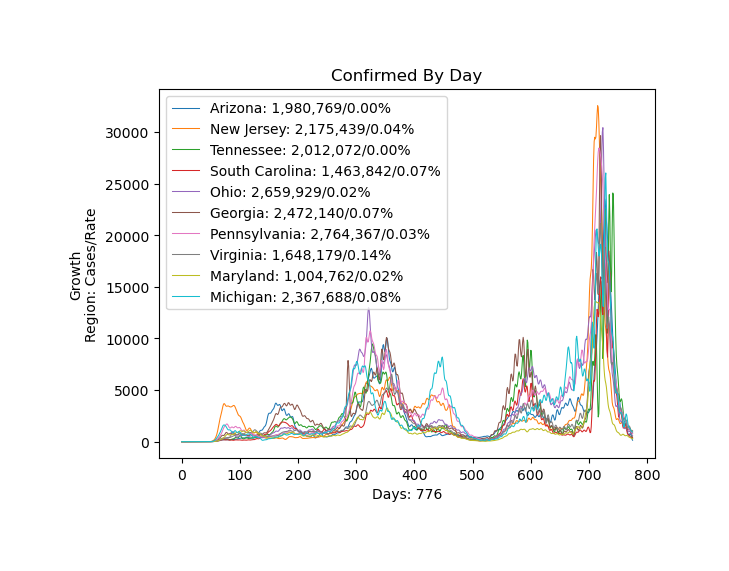 Confirmed By Day
Growth
Region: Cases/Rate
30000
25000
20000
15000
10000
5000
0
Arizona: 1,980,769/0.00%
New Jersey: 2,175,439/0.04%
Tennessee: 2,012,072/0.00%
South Carolina: 1,463,842/0.07%
Ohio: 2,659,929/0.02%
Georgia: 2,472,140/0.07%
Pennsylvania: 2,764,367/0.03%
Virginia: 1,648,179/0.14%
Maryland: 1,004,762/0.02%
Michigan: 2,367,688/0.08%
0 100 200 300 400 500 600 700 800
Days: 776